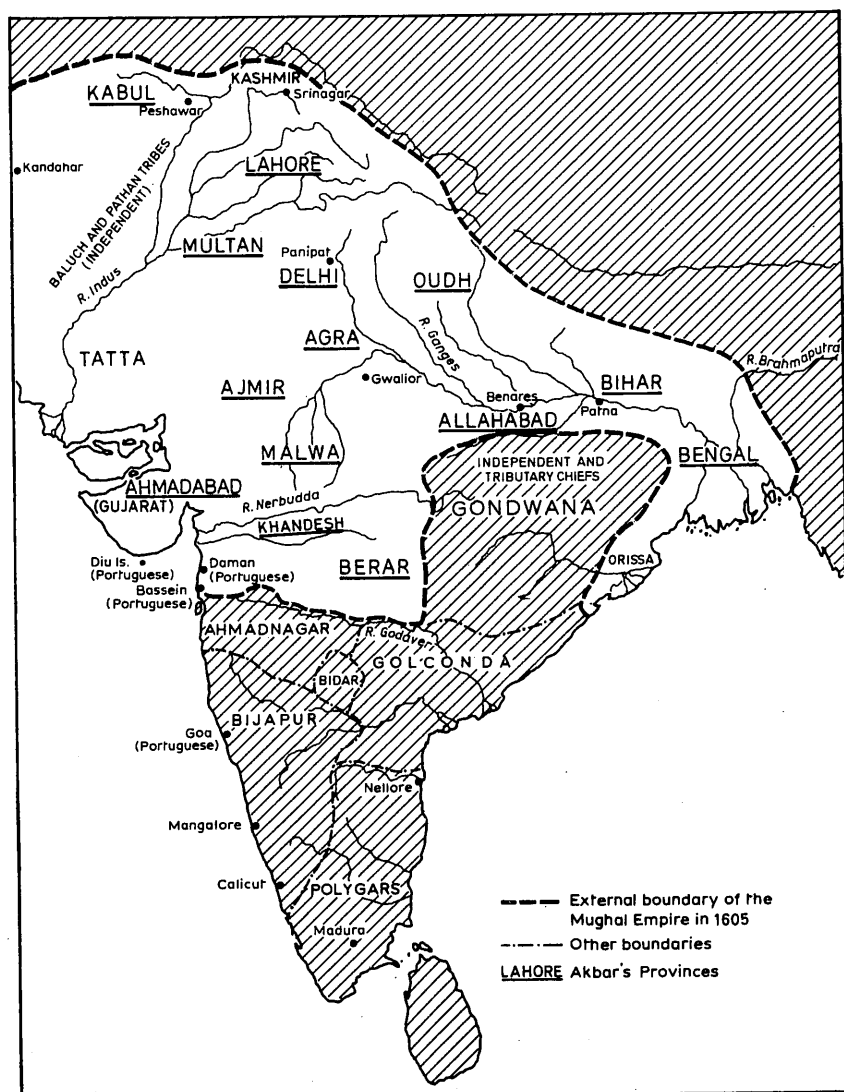 KASHMIR
Srinagar
KABUL
Peshawar
Kandahar
LAHORE
BALUCH AND PATHAN TRIBES
(INDEPENDENT)
MULTAN
Panipat
DELHI
OUDH
R. Indus
TATTA
AGRA
R. Ganges
R. Brahmaputra
AJMIR
Gwalior
BIHAR
Benares
Patna
ALLAHABAD
MALWA
BENGAL
INDEPENDENT AND
TRIBUTARY CHIEFS
GONDWANA
AHMADABAD
(GUJARAT)
R. Nerbudda
KHANDESH
BERAR
ORISSA
Diu Is.
(Portuguese)
Daman
(Portuguese)
Bassein
(Portuguese)
AHMADNAGAR
R. Godaveri
GOLCONDA
BIDAR
BIJAPUR
Goa
(Portuguese)
Nellore
Mangalore
Calicut
POLYGARS
Madura
External boundary of the
Mughal Empire in 1605
Other boundaries
LAHORE Akbar's Provinces